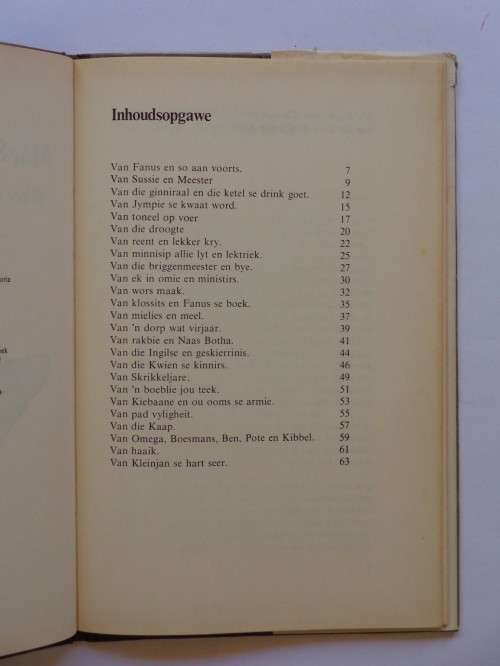 Inhoudsopgawe
Van Fanus en so aan voorts. 7
Van Sussie en Meester 9
Van die ginniraal en die ketel se drink goet. 12
Van Jympie se kwaat word. 15
Van toneel op voer 17
Van die droogte 20
Van reent en lekker kry. 22
Van minnisip allie lyt en lektriek. 25
Van die briggenmeester en bye. 27
Van ek in omie en ministirs. 30
Van wors maak. 32
Van klossits en Fanus se boek. 35
Van mielies en meel. 37
Van 'n dorp wat virjaar. 39
Van rakbie en Naas Botha. 41
Van die Ingilse en geskierrinis. 44
Van die Kwien se kinnirs. 46
Van Skrikkeljare. 49
Van 'n boeblie jou teek. 51
Van Kiebaane en ou ooms se armie. 53
Van pad vyligheit. 55
Van die Kaap. 57
Van Omega, Boesmans, Ben, Pote en Kibbel. 59
Van haaik. 61
Van Kleinjan se hart seer. 63